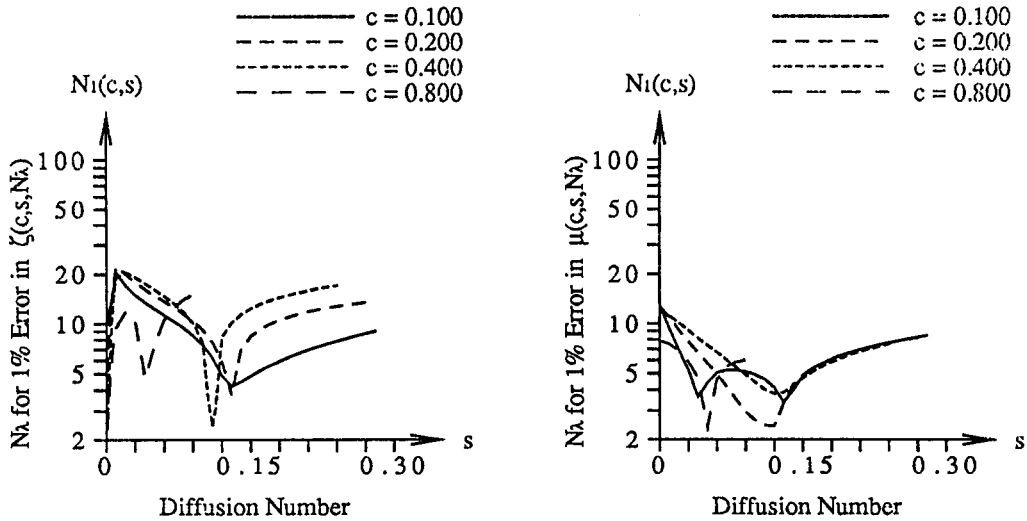 c = 0.100
c = 0.200
c = 0.400
c = 0.800
N1(c,s)
Nλ for 1% Error in ζ(c,s,Nλ)
100
50
20
10
5
2
0
0.15
0.30
s
Diffusion Number
c = 0.100
c = 0.200
c = 0.400
c = 0.800
N1(c,s)
Nλ for 1% Error in μ(c,s,Nλ)
100
50
20
10
5
2
0
0.15
0.30
s
Diffusion Number